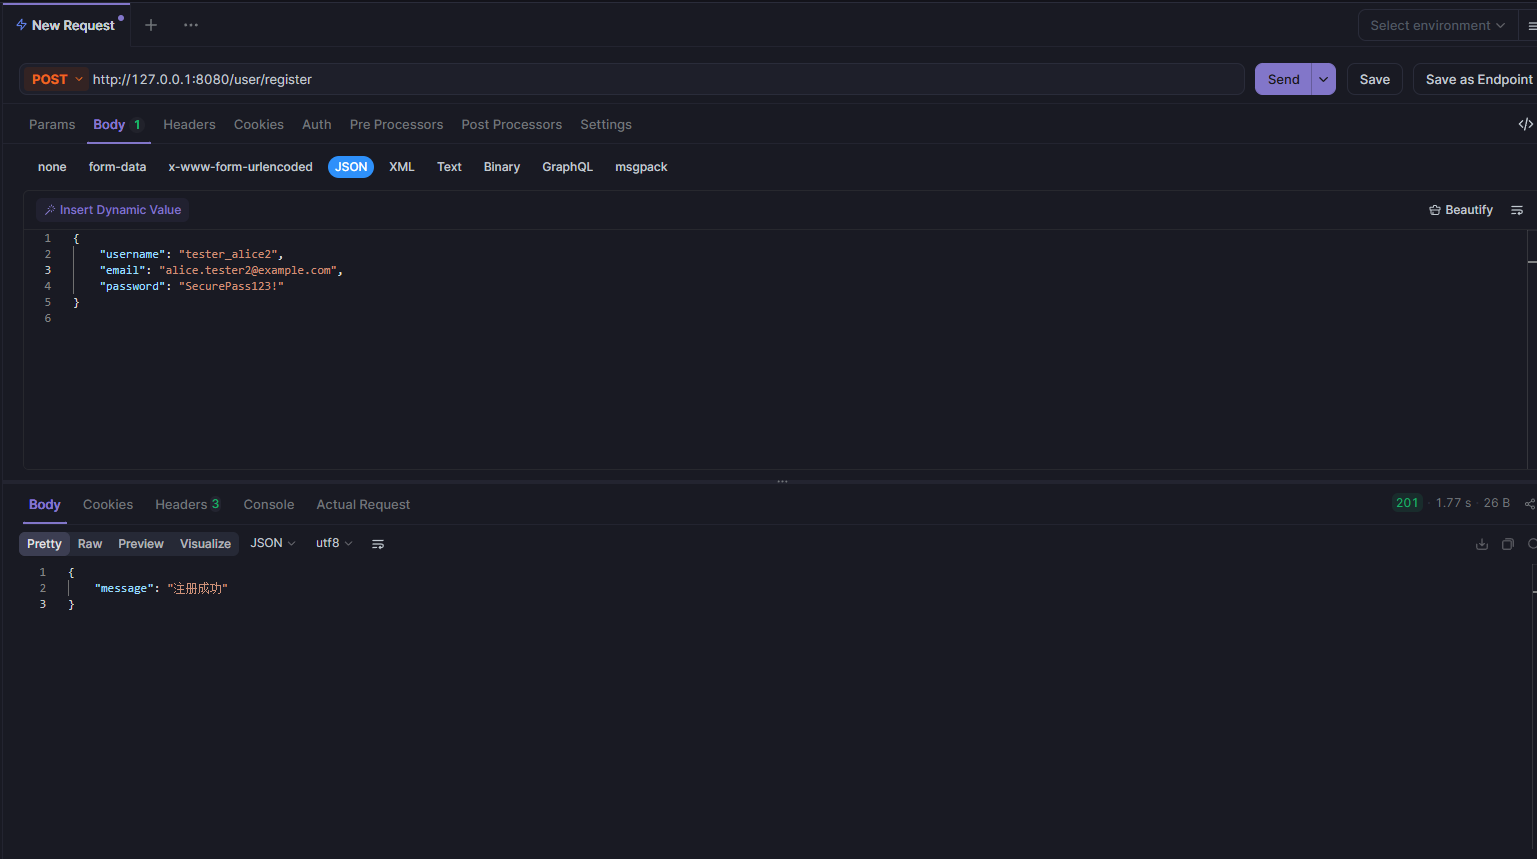 New Request
Select environment
POST http://127.0.0.1:8080/user/register Send Save Save as Endpoint
Params Body 1 Headers Cookies Auth Pre Processors Post Processors Settings
none form-data x-www-form-urlencoded JSON XML Text Binary GraphQL msgpack
Insert Dynamic Value Beautify
1 {
2 "username": "tester_alice2",
3 "email": "alice.tester2@example.com",
4 "password": "SecurePass123!"
5 }
6
Body Cookies Headers 3 Console Actual Request 201 · 1.77 s · 26 B
Pretty Raw Preview Visualize JSON utf8
1 {
2 "message": "注册成功"
3 }